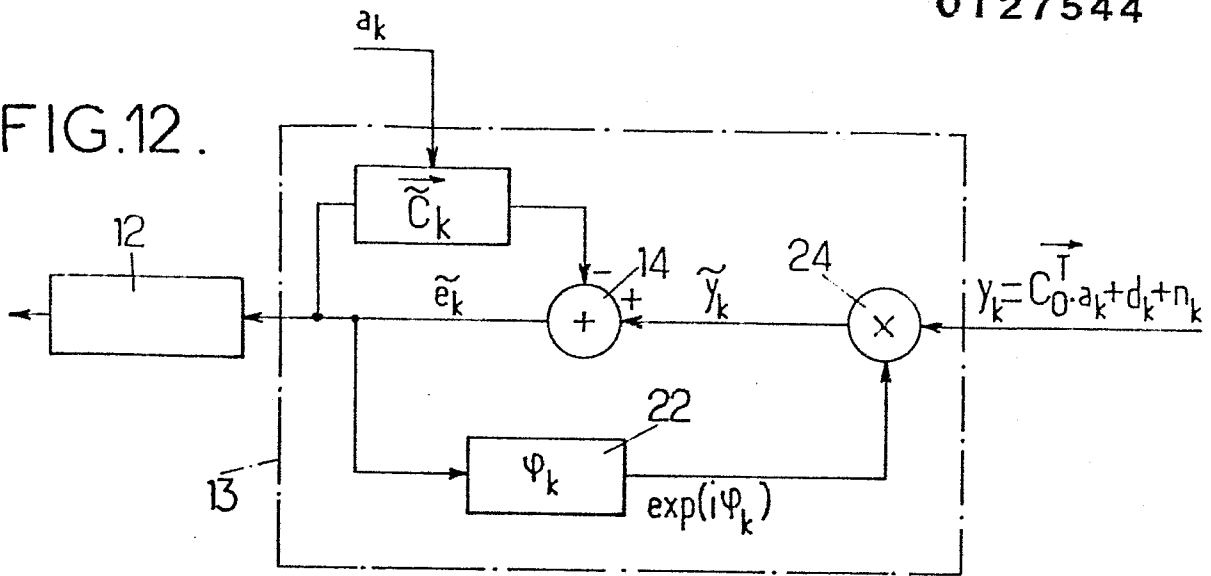 0127544
a_k
FIG.12.
C̃_k
12
14
24
ẽ_k
−
+
ỹ_k
+
×
y_k=C_0^T.a_k+d_k+n_k
22
φ_k
13
exp(iφ_k)